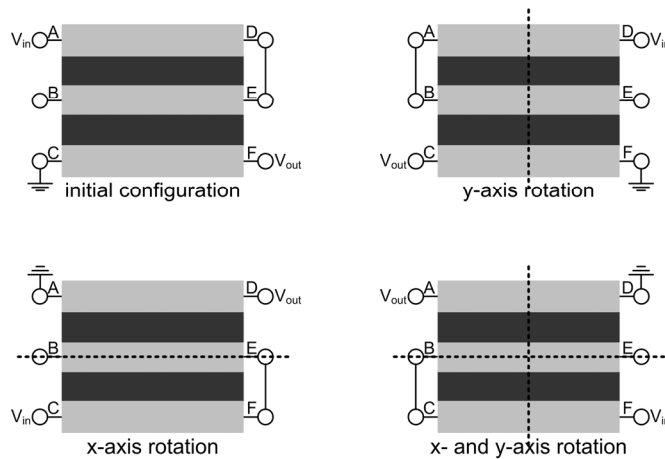 A D
Vin
B E
C F
Vout
initial configuration
A D
Vin
B E
C F
Vout
y-axis rotation
A D
Vout
B E
C F
Vin
x-axis rotation
A D
Vout
B E
C F
Vin
x- and y-axis rotation